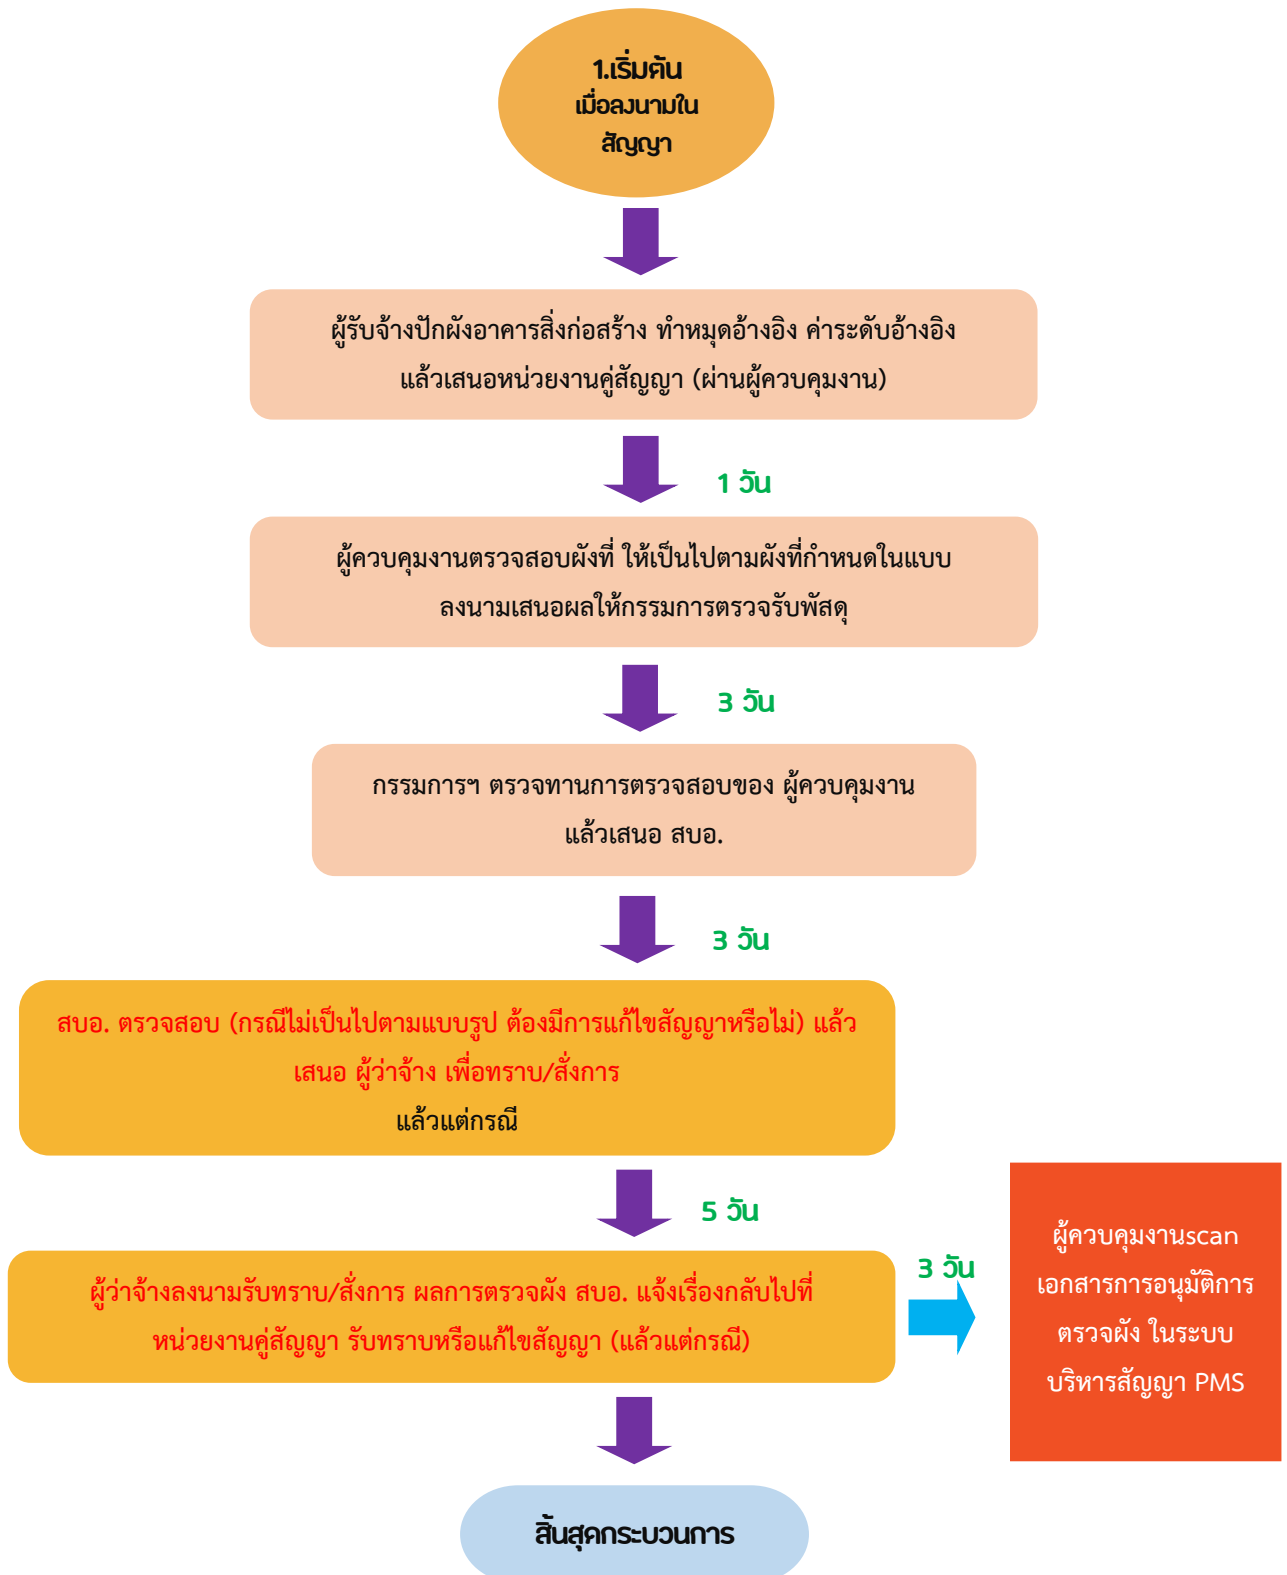 1.เริ่มต้น
เมื่อลงนามใน
สัญญา
ผู้รับจ้างปักผังอาคารสิ่งก่อสร้าง ทำหมุดอ้างอิง ค่าระดับอ้างอิง
แล้วเสนอหน่วยงานคู่สัญญา (ผ่านผู้ควบคุมงาน)
1 วัน
ผู้ควบคุมงานตรวจสอบผังที่ ให้เป็นไปตามผังที่กำหนดในแบบ
ลงนามเสนอผลให้กรรมการตรวจรับพัสดุ
3 วัน
กรรมการฯ ตรวจทานการตรวจสอบของ ผู้ควบคุมงาน
แล้วเสนอ สบอ.
3 วัน
สบอ. ตรวจสอบ (กรณีไม่เป็นไปตามแบบรูป ต้องมีการแก้ไขสัญญาหรือไม่) แล้ว
เสนอ ผู้ว่าจ้าง เพื่อทราบ/สั่งการ
แล้วแต่กรณี
5 วัน
ผู้ว่าจ้างลงนามรับทราบ/สั่งการ ผลการตรวจผัง สบอ. แจ้งเรื่องกลับไปที่
หน่วยงานคู่สัญญา รับทราบหรือแก้ไขสัญญา (แล้วแต่กรณี)
3 วัน
ผู้ควบคุมงานscan
เอกสารการอนุมัติการ
ตรวจผัง ในระบบ
บริหารสัญญา PMS
สิ้นสุดกระบวนการ